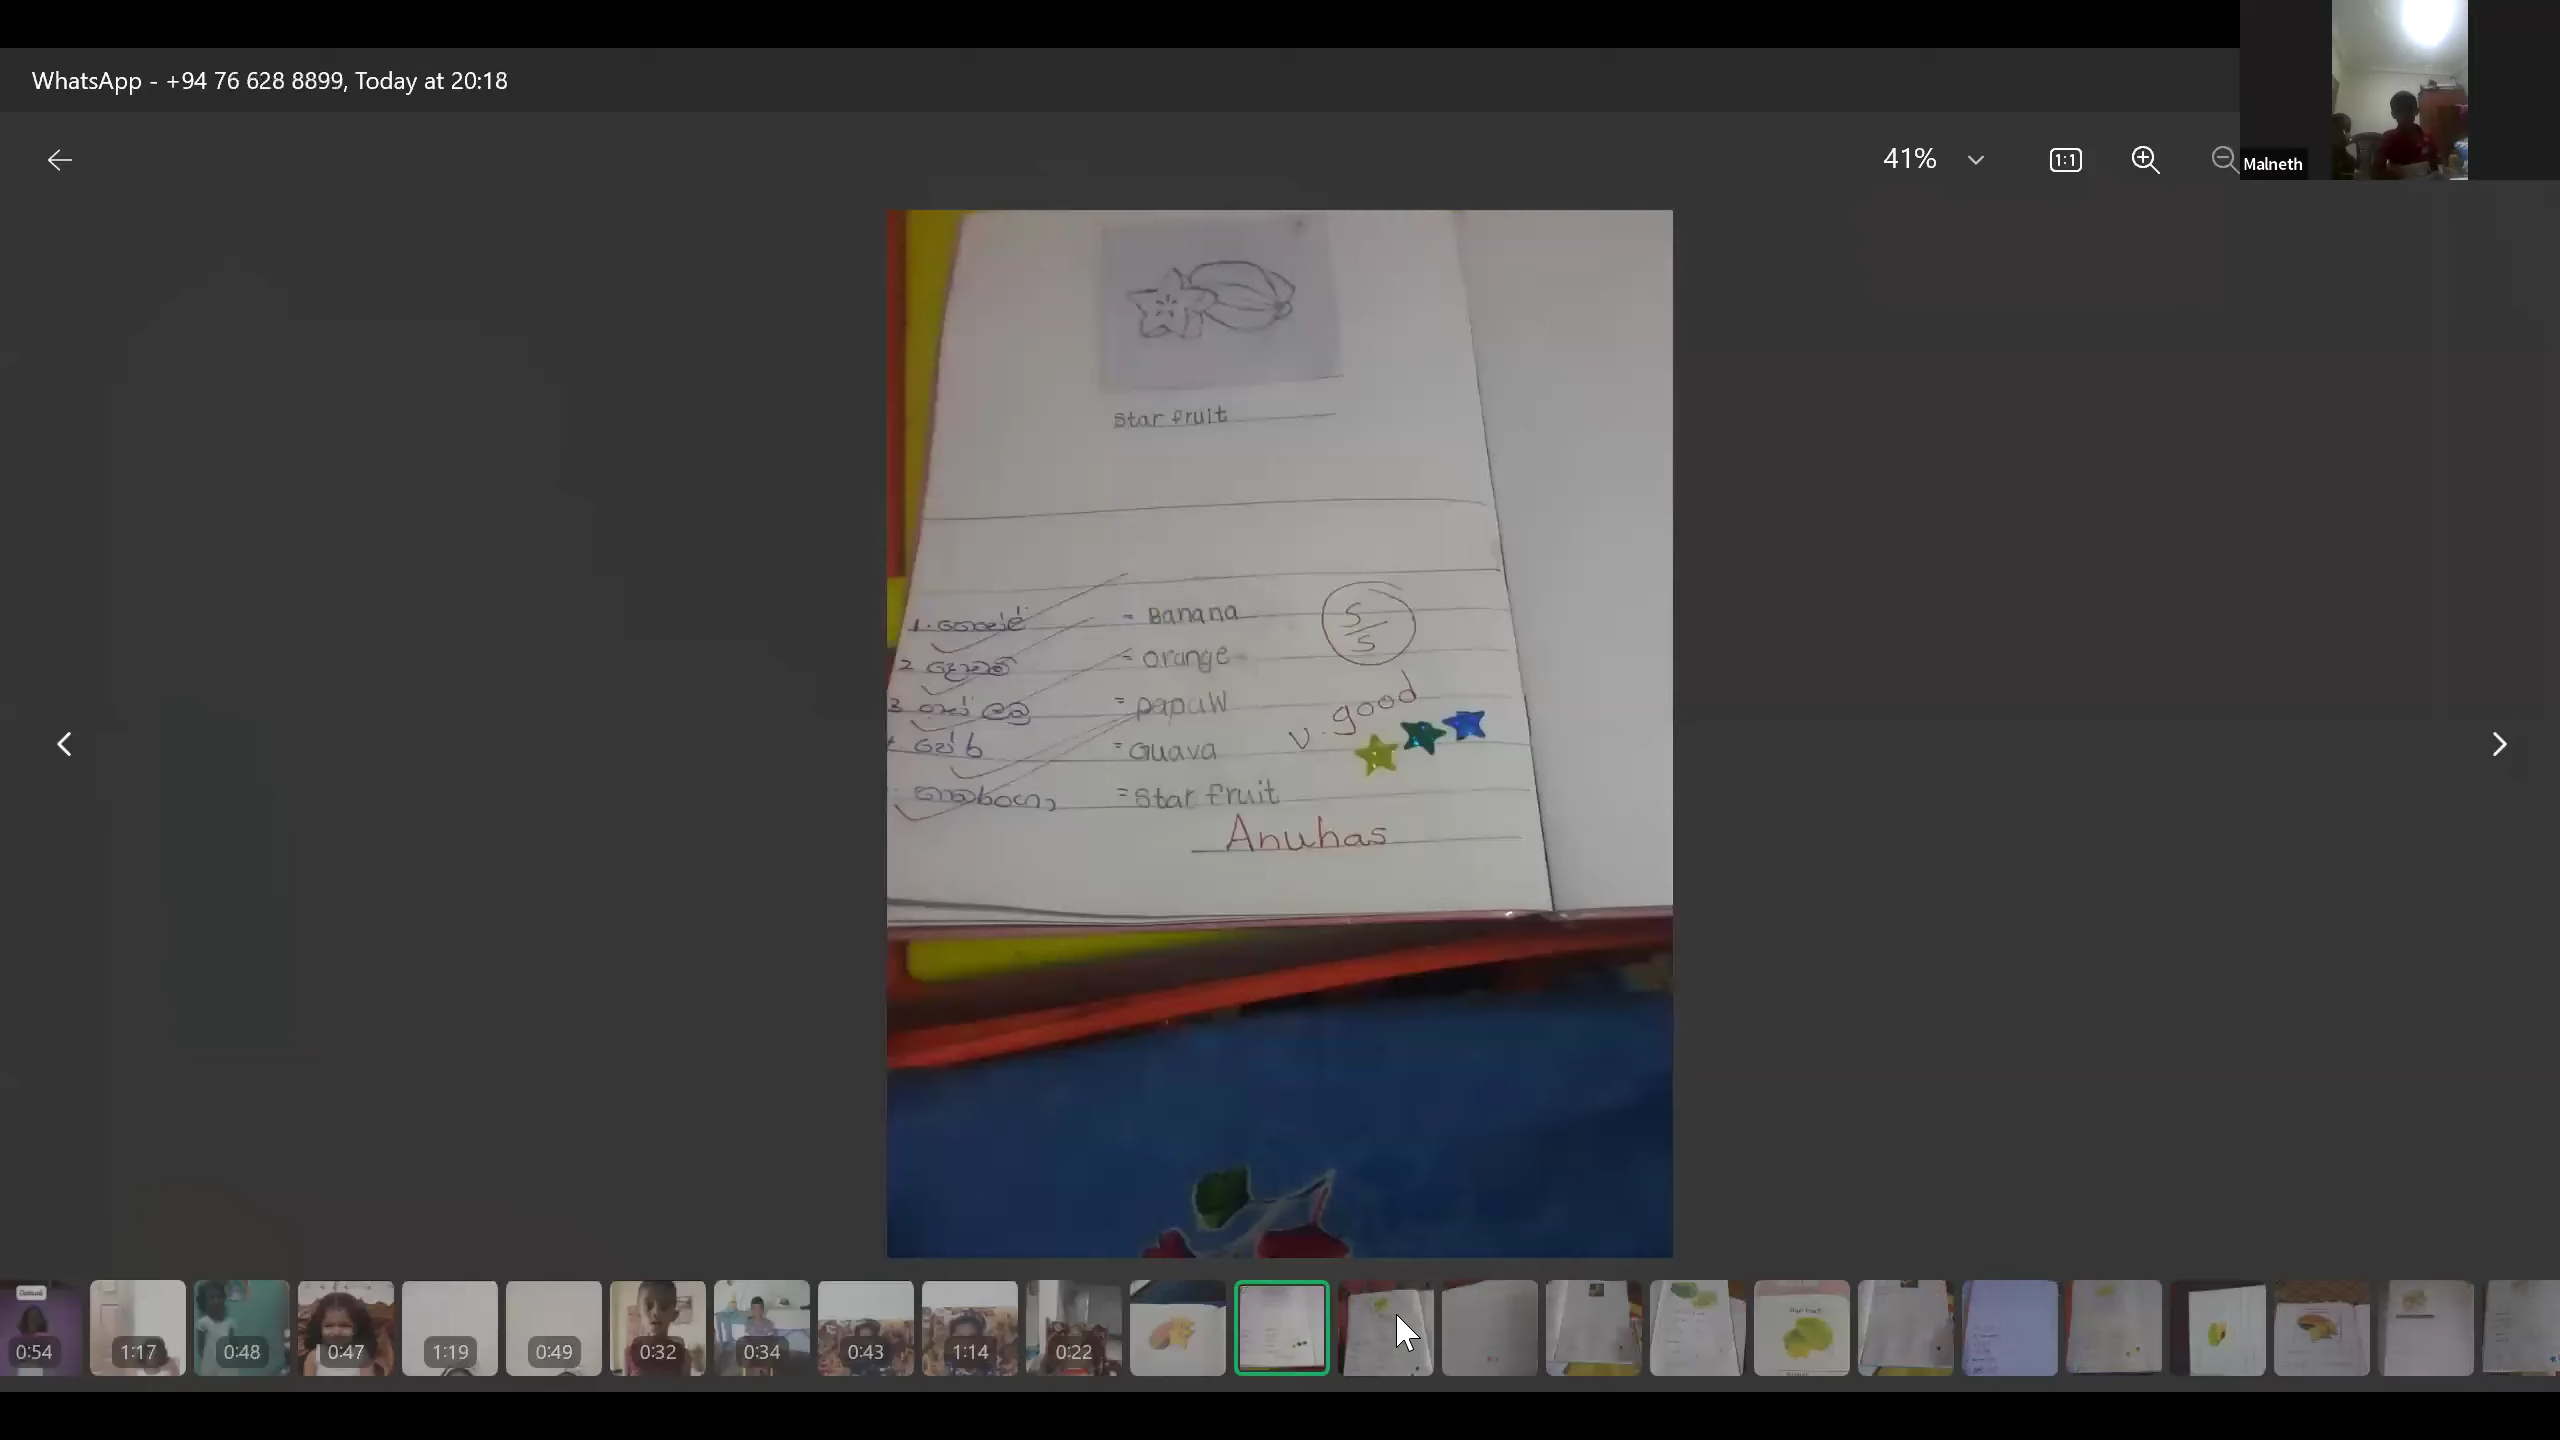 WhatsApp - +94 76 628 8899, Today at 20:18
41%
1:1
Malneth
Star fruit
1. කෙසෙල් = Banana
2 දොඩම් = orange
3 පැපොල් = papaw
පේර = Guava
කාමරංගා = Star fruit
5/5
v. good
Anuhas
0:54
1:17
0:48
0:47
1:19
0:49
0:32
0:34
0:43
1:14
0:22